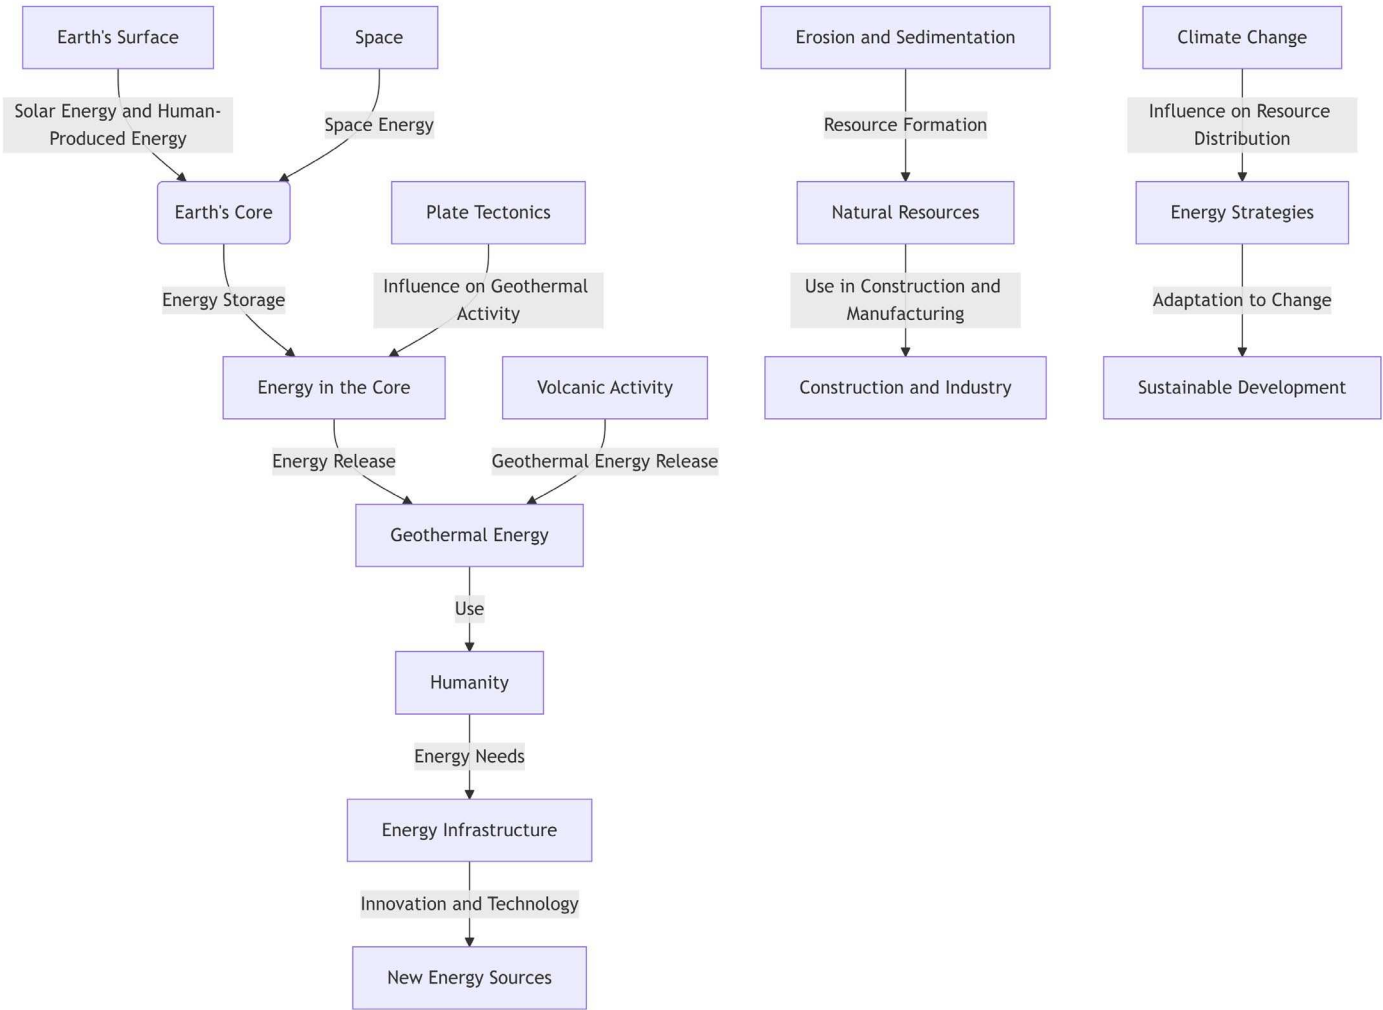 Earth's Surface
Space
Erosion and Sedimentation
Climate Change
Solar Energy and Human-
Produced Energy
Space Energy
Resource Formation
Influence on Resource
Distribution
Earth's Core
Plate Tectonics
Natural Resources
Energy Strategies
Energy Storage
Influence on Geothermal
Activity
Use in Construction and
Manufacturing
Adaptation to Change
Energy in the Core
Volcanic Activity
Construction and Industry
Sustainable Development
Energy Release
Geothermal Energy Release
Geothermal Energy
Use
Humanity
Energy Needs
Energy Infrastructure
Innovation and Technology
New Energy Sources